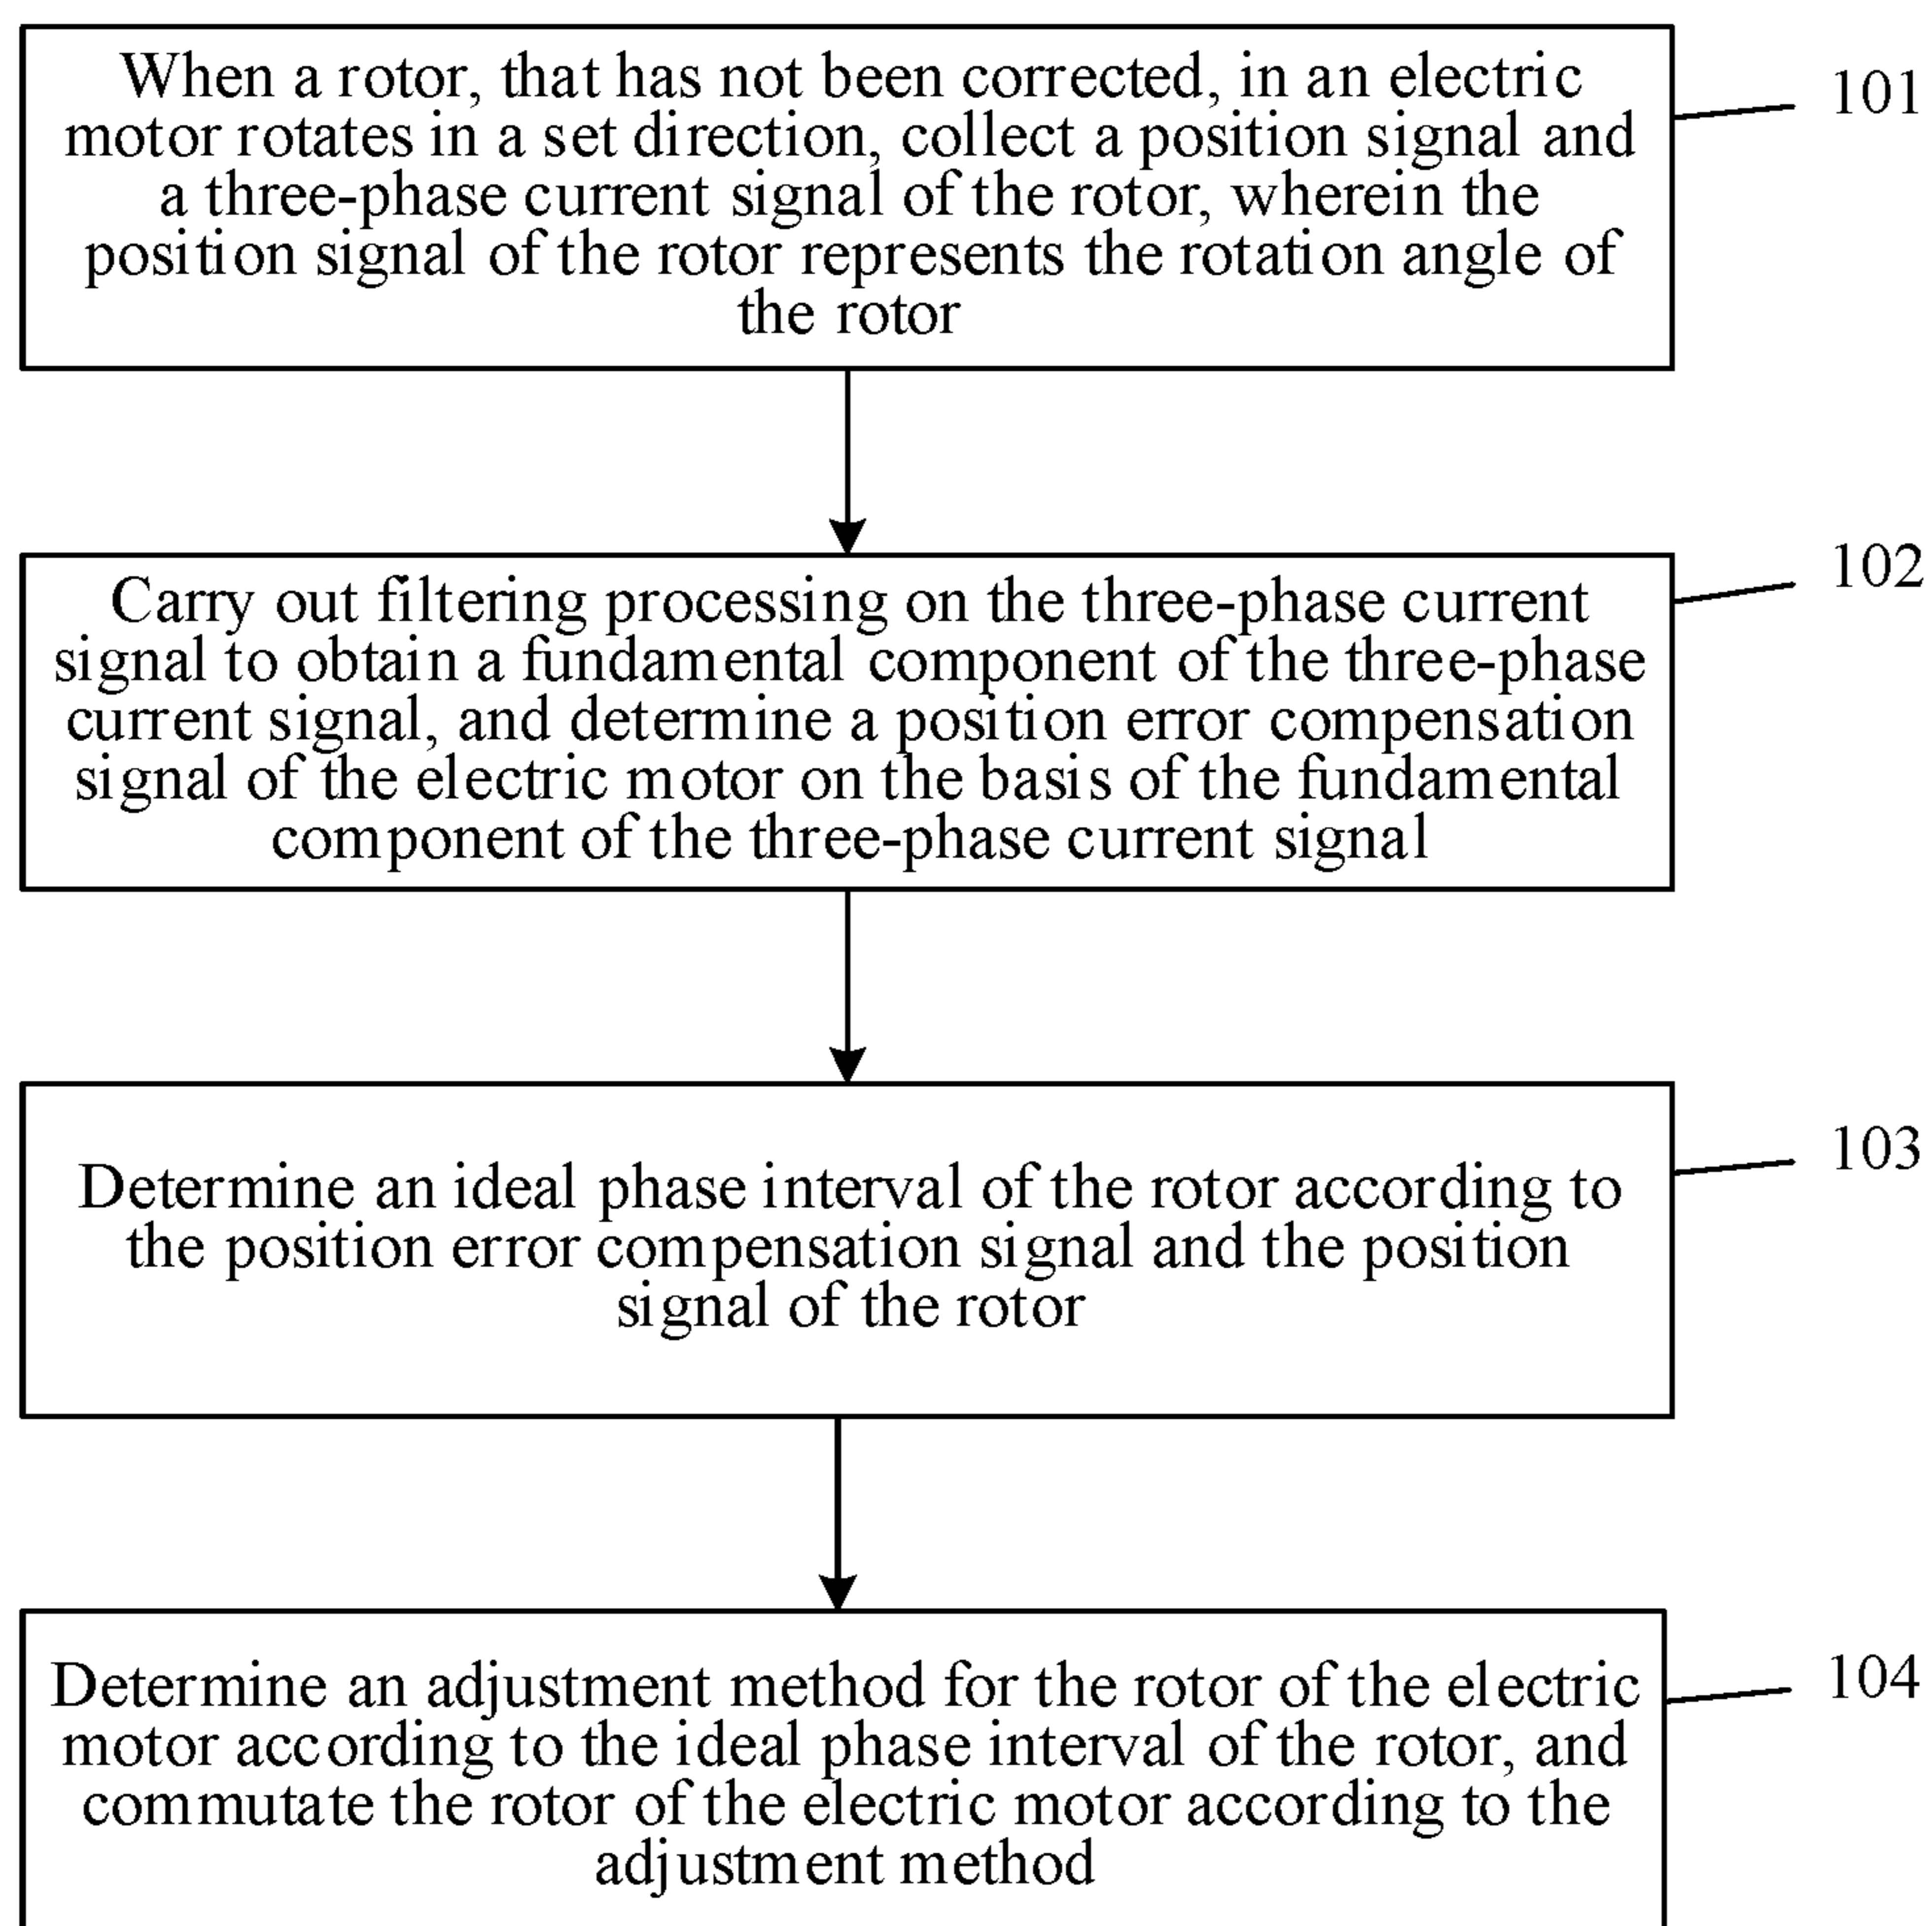 When a rotor, that has not been corrected, in an electric
motor rotates in a set direction, collect a position signal and
a three-phase current signal of the rotor, wherein the
position signal of the rotor represents the rotation angle of
the rotor
101
Carry out filtering processing on the three-phase current
signal to obtain a fundamental component of the three-phase
current signal, and determine a position error compensation
signal of the electric motor on the basis of the fundamental
component of the three-phase current signal
102
Determine an ideal phase interval of the rotor according to
the position error compensation signal and the position
signal of the rotor
103
Determine an adjustment method for the rotor of the electric
motor according to the ideal phase interval of the rotor, and
commutate the rotor of the electric motor according to the
adjustment method
104